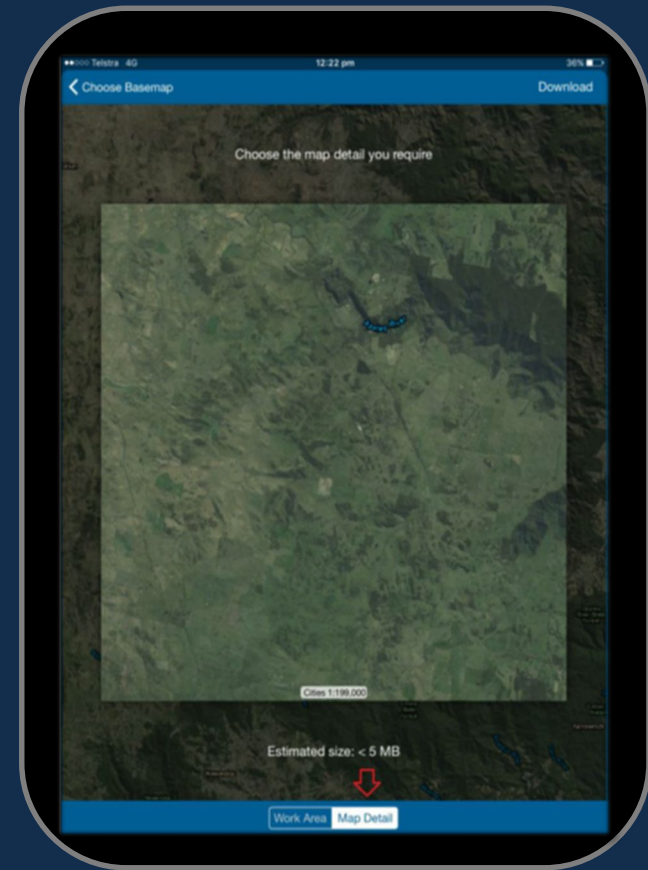 Telstra 4G 12:22 pm 36%
Choose Basemap Download
Choose the map detail you require
Cities 1:199,000
Estimated size: < 5 MB
Work Area Map Detail